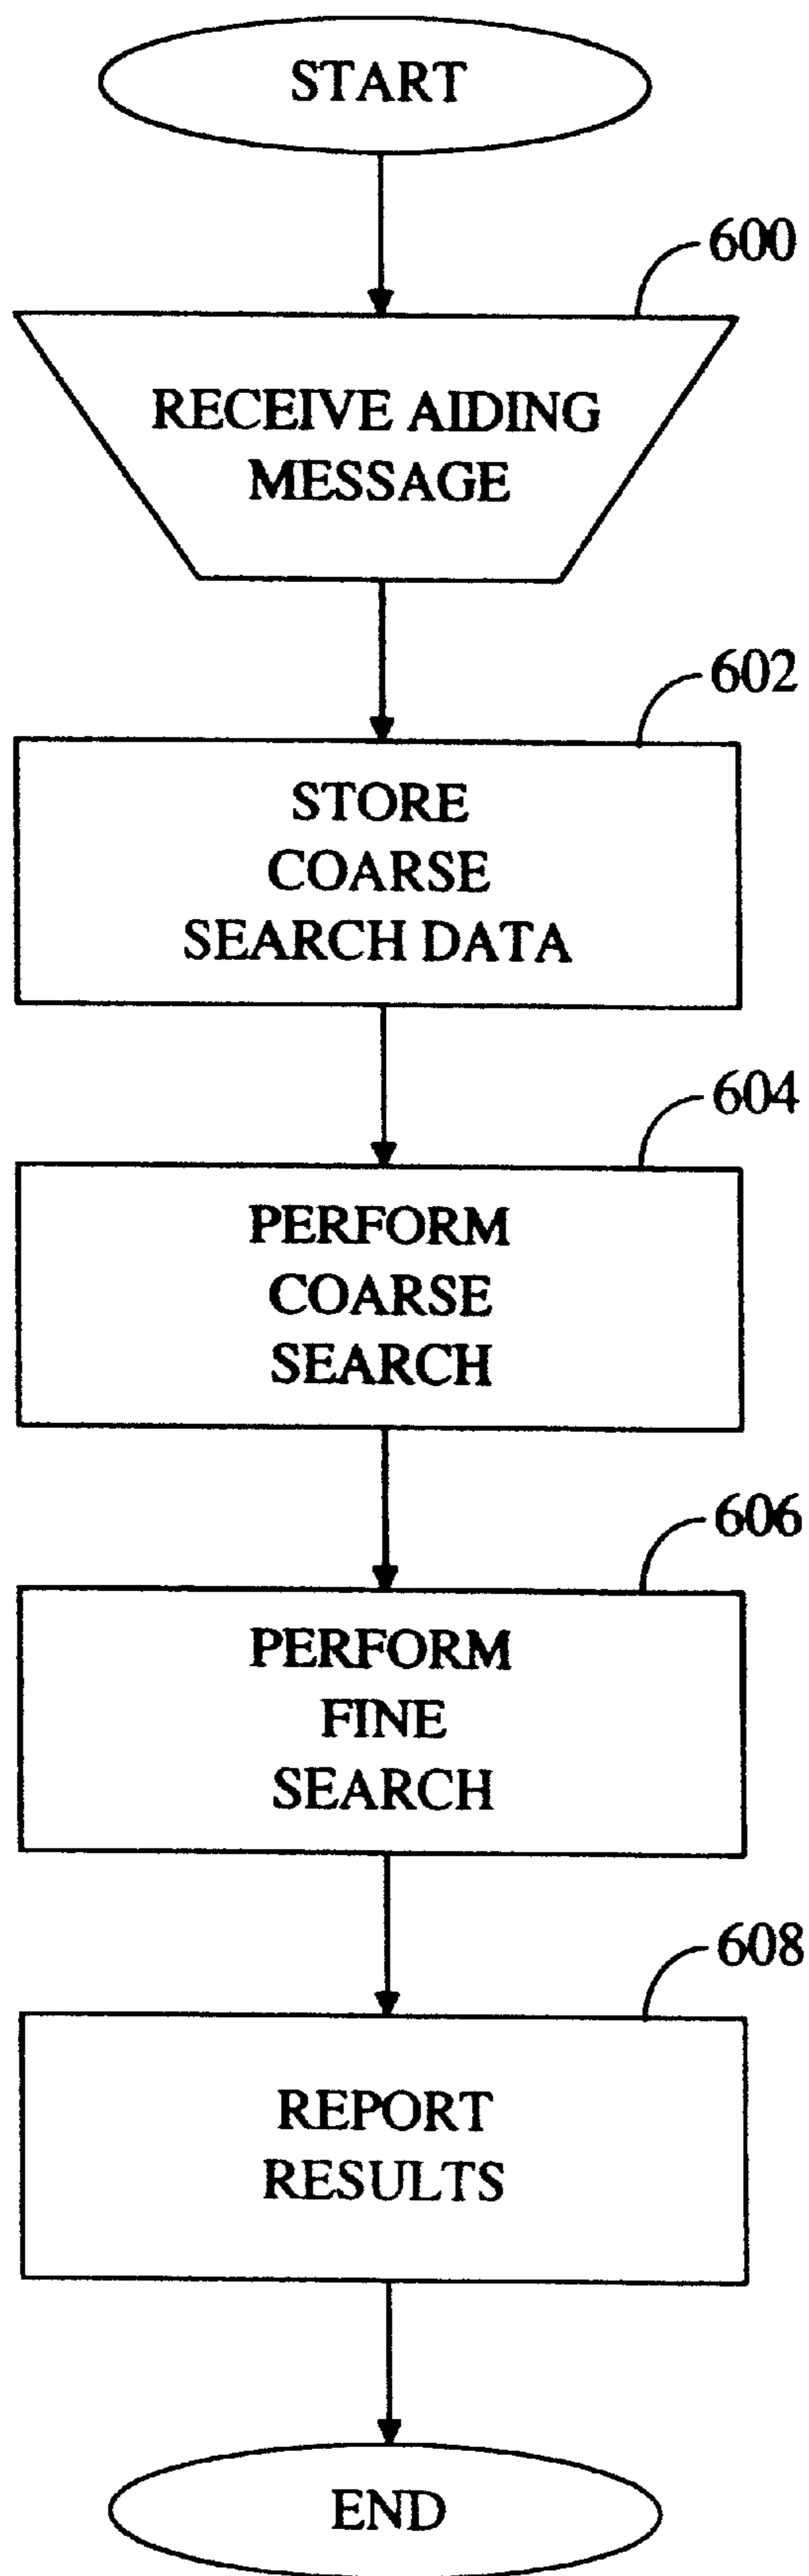 START
600
RECEIVE AIDING
MESSAGE
602
STORE
COARSE
SEARCH DATA
604
PERFORM
COARSE
SEARCH
606
PERFORM
FINE
SEARCH
608
REPORT
RESULTS
END